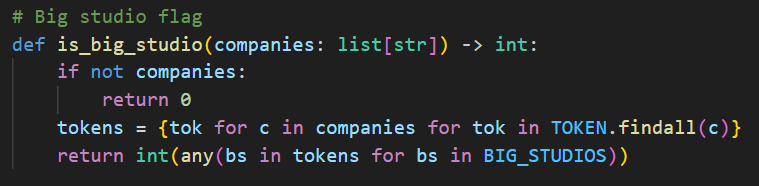 # Big studio flag
def is_big_studio(companies: list[str]) -> int:
    if not companies:
        return 0
    tokens = {tok for c in companies for tok in TOKEN.findall(c)}
    return int(any(bs in tokens for bs in BIG_STUDIOS))